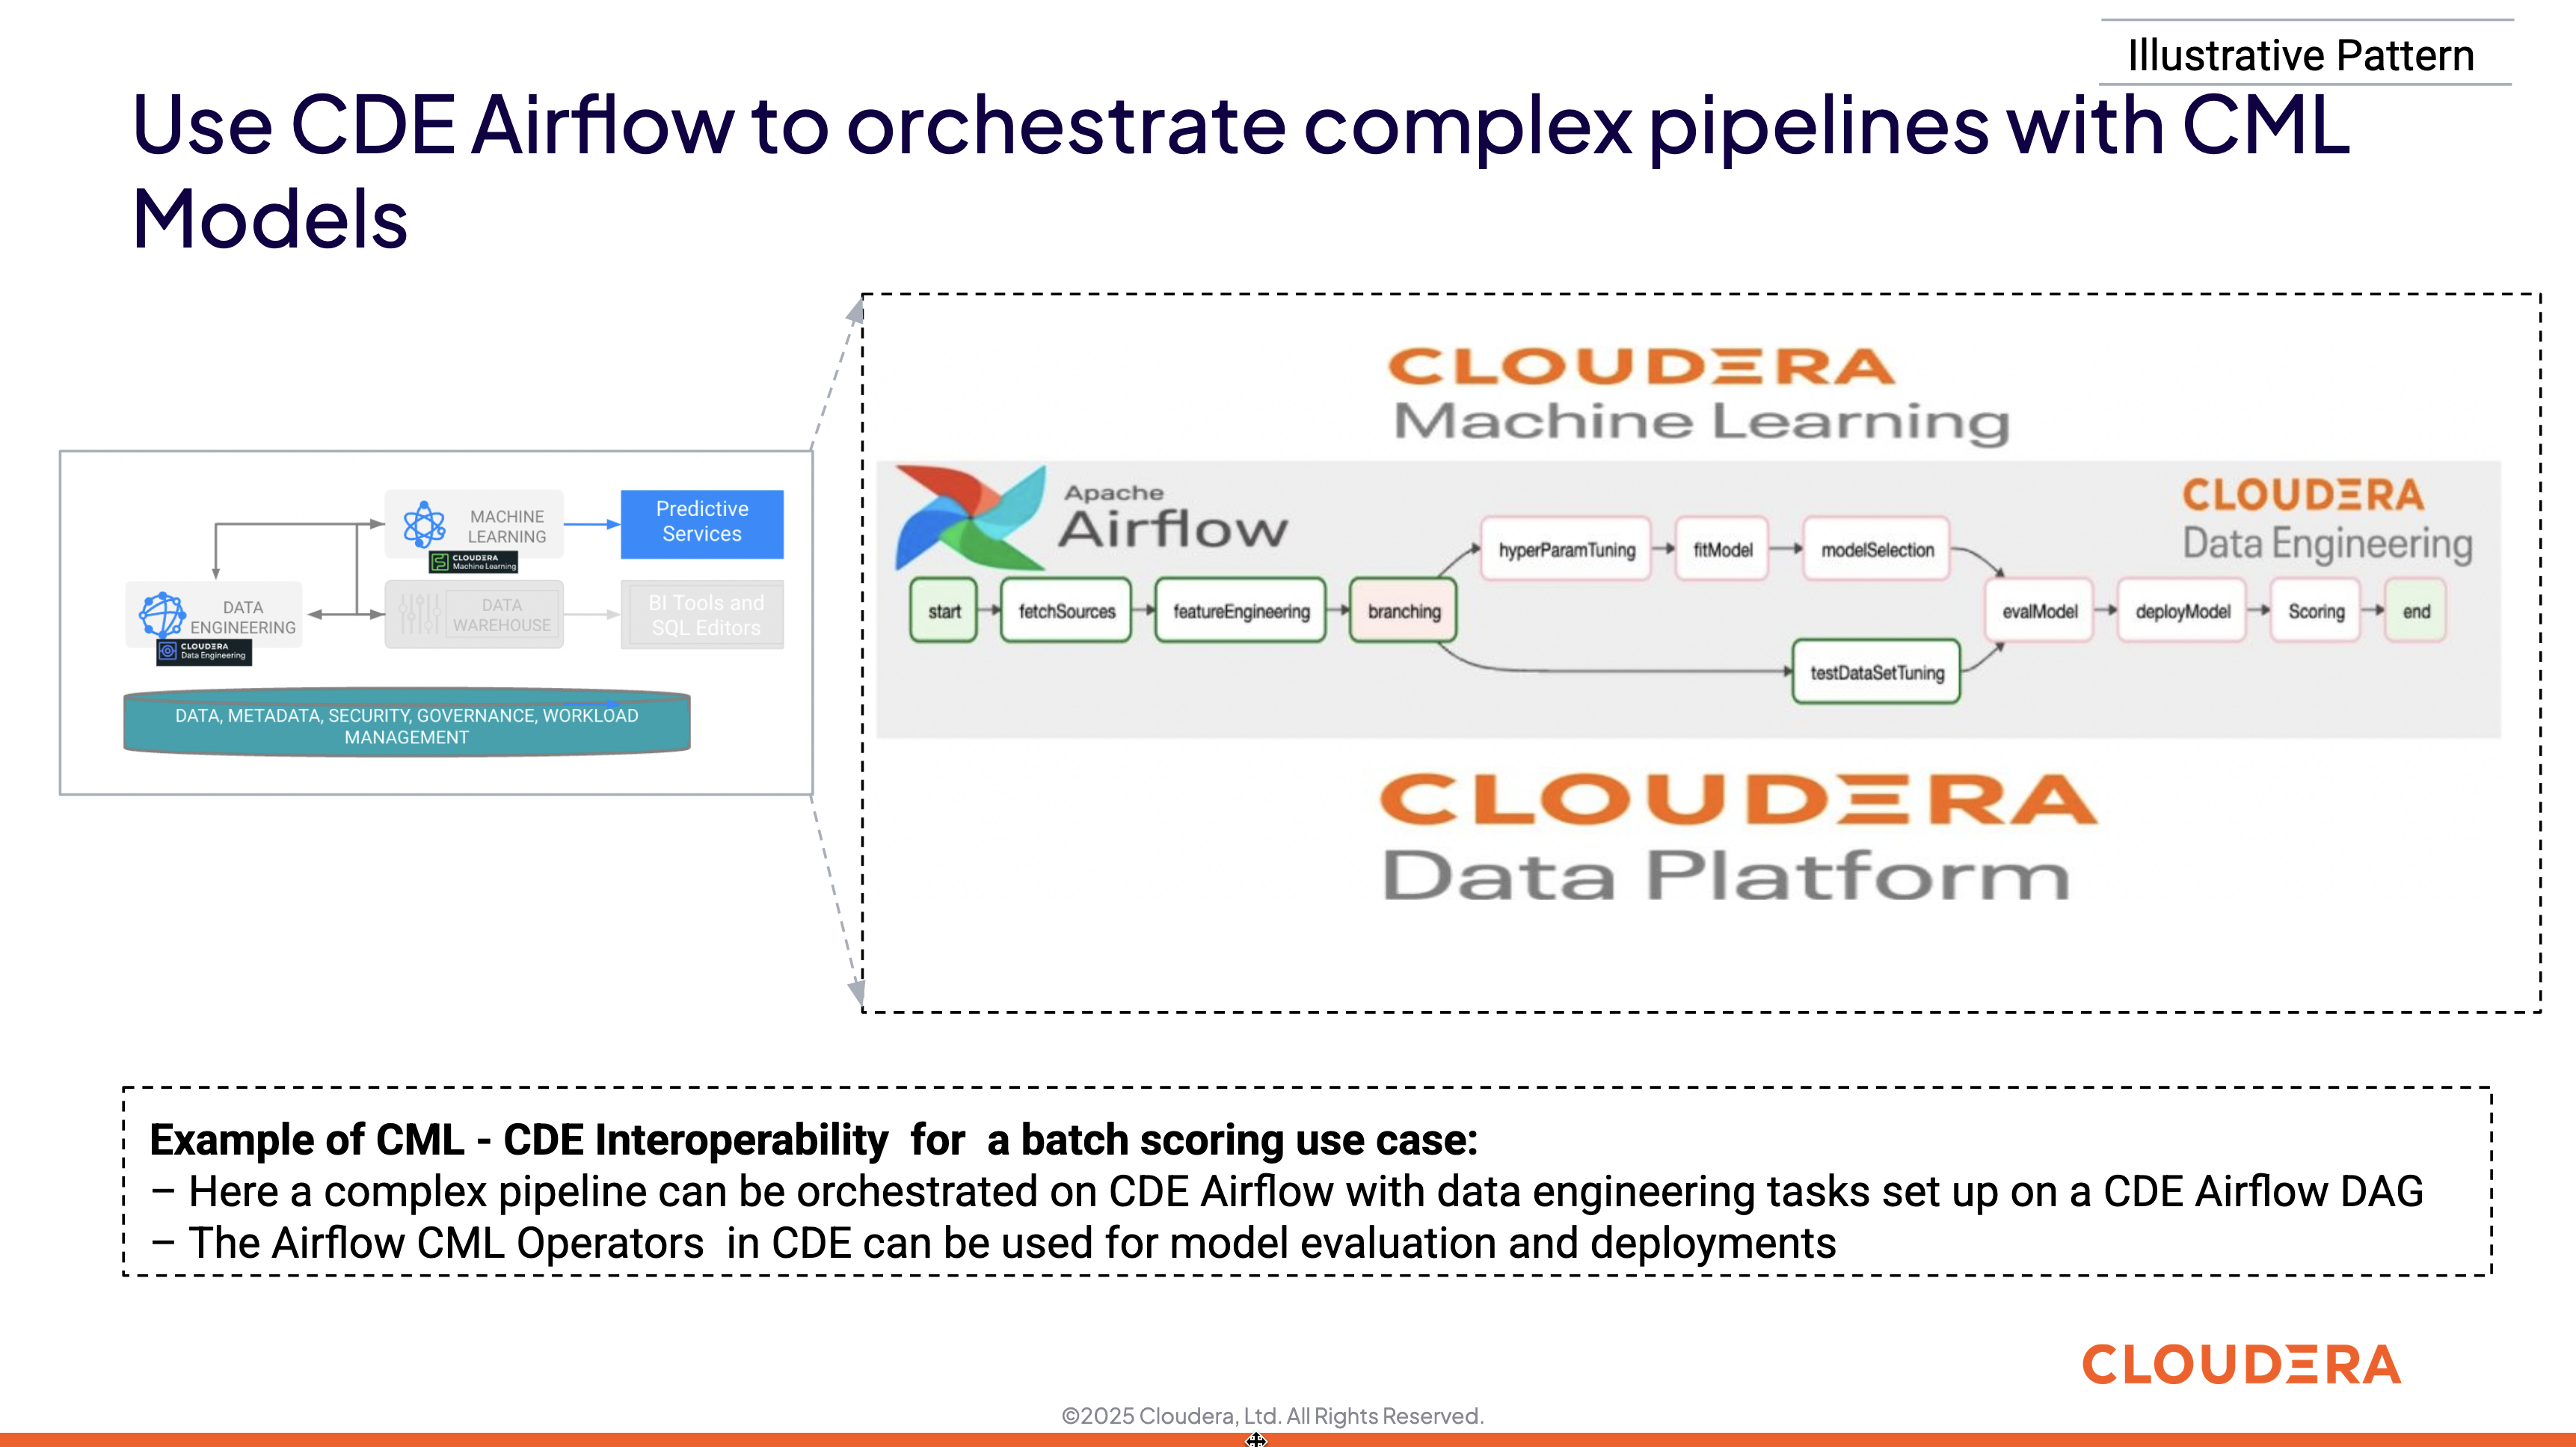 Illustrative Pattern
Use CDE Airflow to orchestrate complex pipelines with CML
Models
MACHINE
LEARNING
CLOUDERA
Machine Learning
Predictive
Services
DATA
ENGINEERING
CLOUDERA
Data Engineering
DATA
WAREHOUSE
BI Tools and
SQL Editors
DATA, METADATA, SECURITY, GOVERNANCE, WORKLOAD
MANAGEMENT
CLOUDERA
Machine Learning
Apache
Airflow
CLOUDERA
Data Engineering
hyperParamTuning
fitModel
modelSelection
start
fetchSources
featureEngineering
branching
evalModel
deployModel
Scoring
end
testDataSetTuning
CLOUDERA
Data Platform
Example of CML - CDE Interoperability  for  a batch scoring use case:
– Here a complex pipeline can be orchestrated on CDE Airflow with data engineering tasks set up on a CDE Airflow DAG
– The Airflow CML Operators  in CDE can be used for model evaluation and deployments
CLOUDERA
©2025 Cloudera, Ltd. All Rights Reserved.